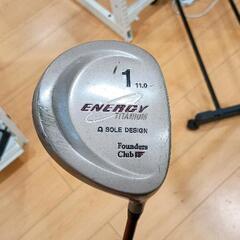 1 11.0
ENERGY
TITANIUM
Ω SOLE DESIGN
Founders
Club